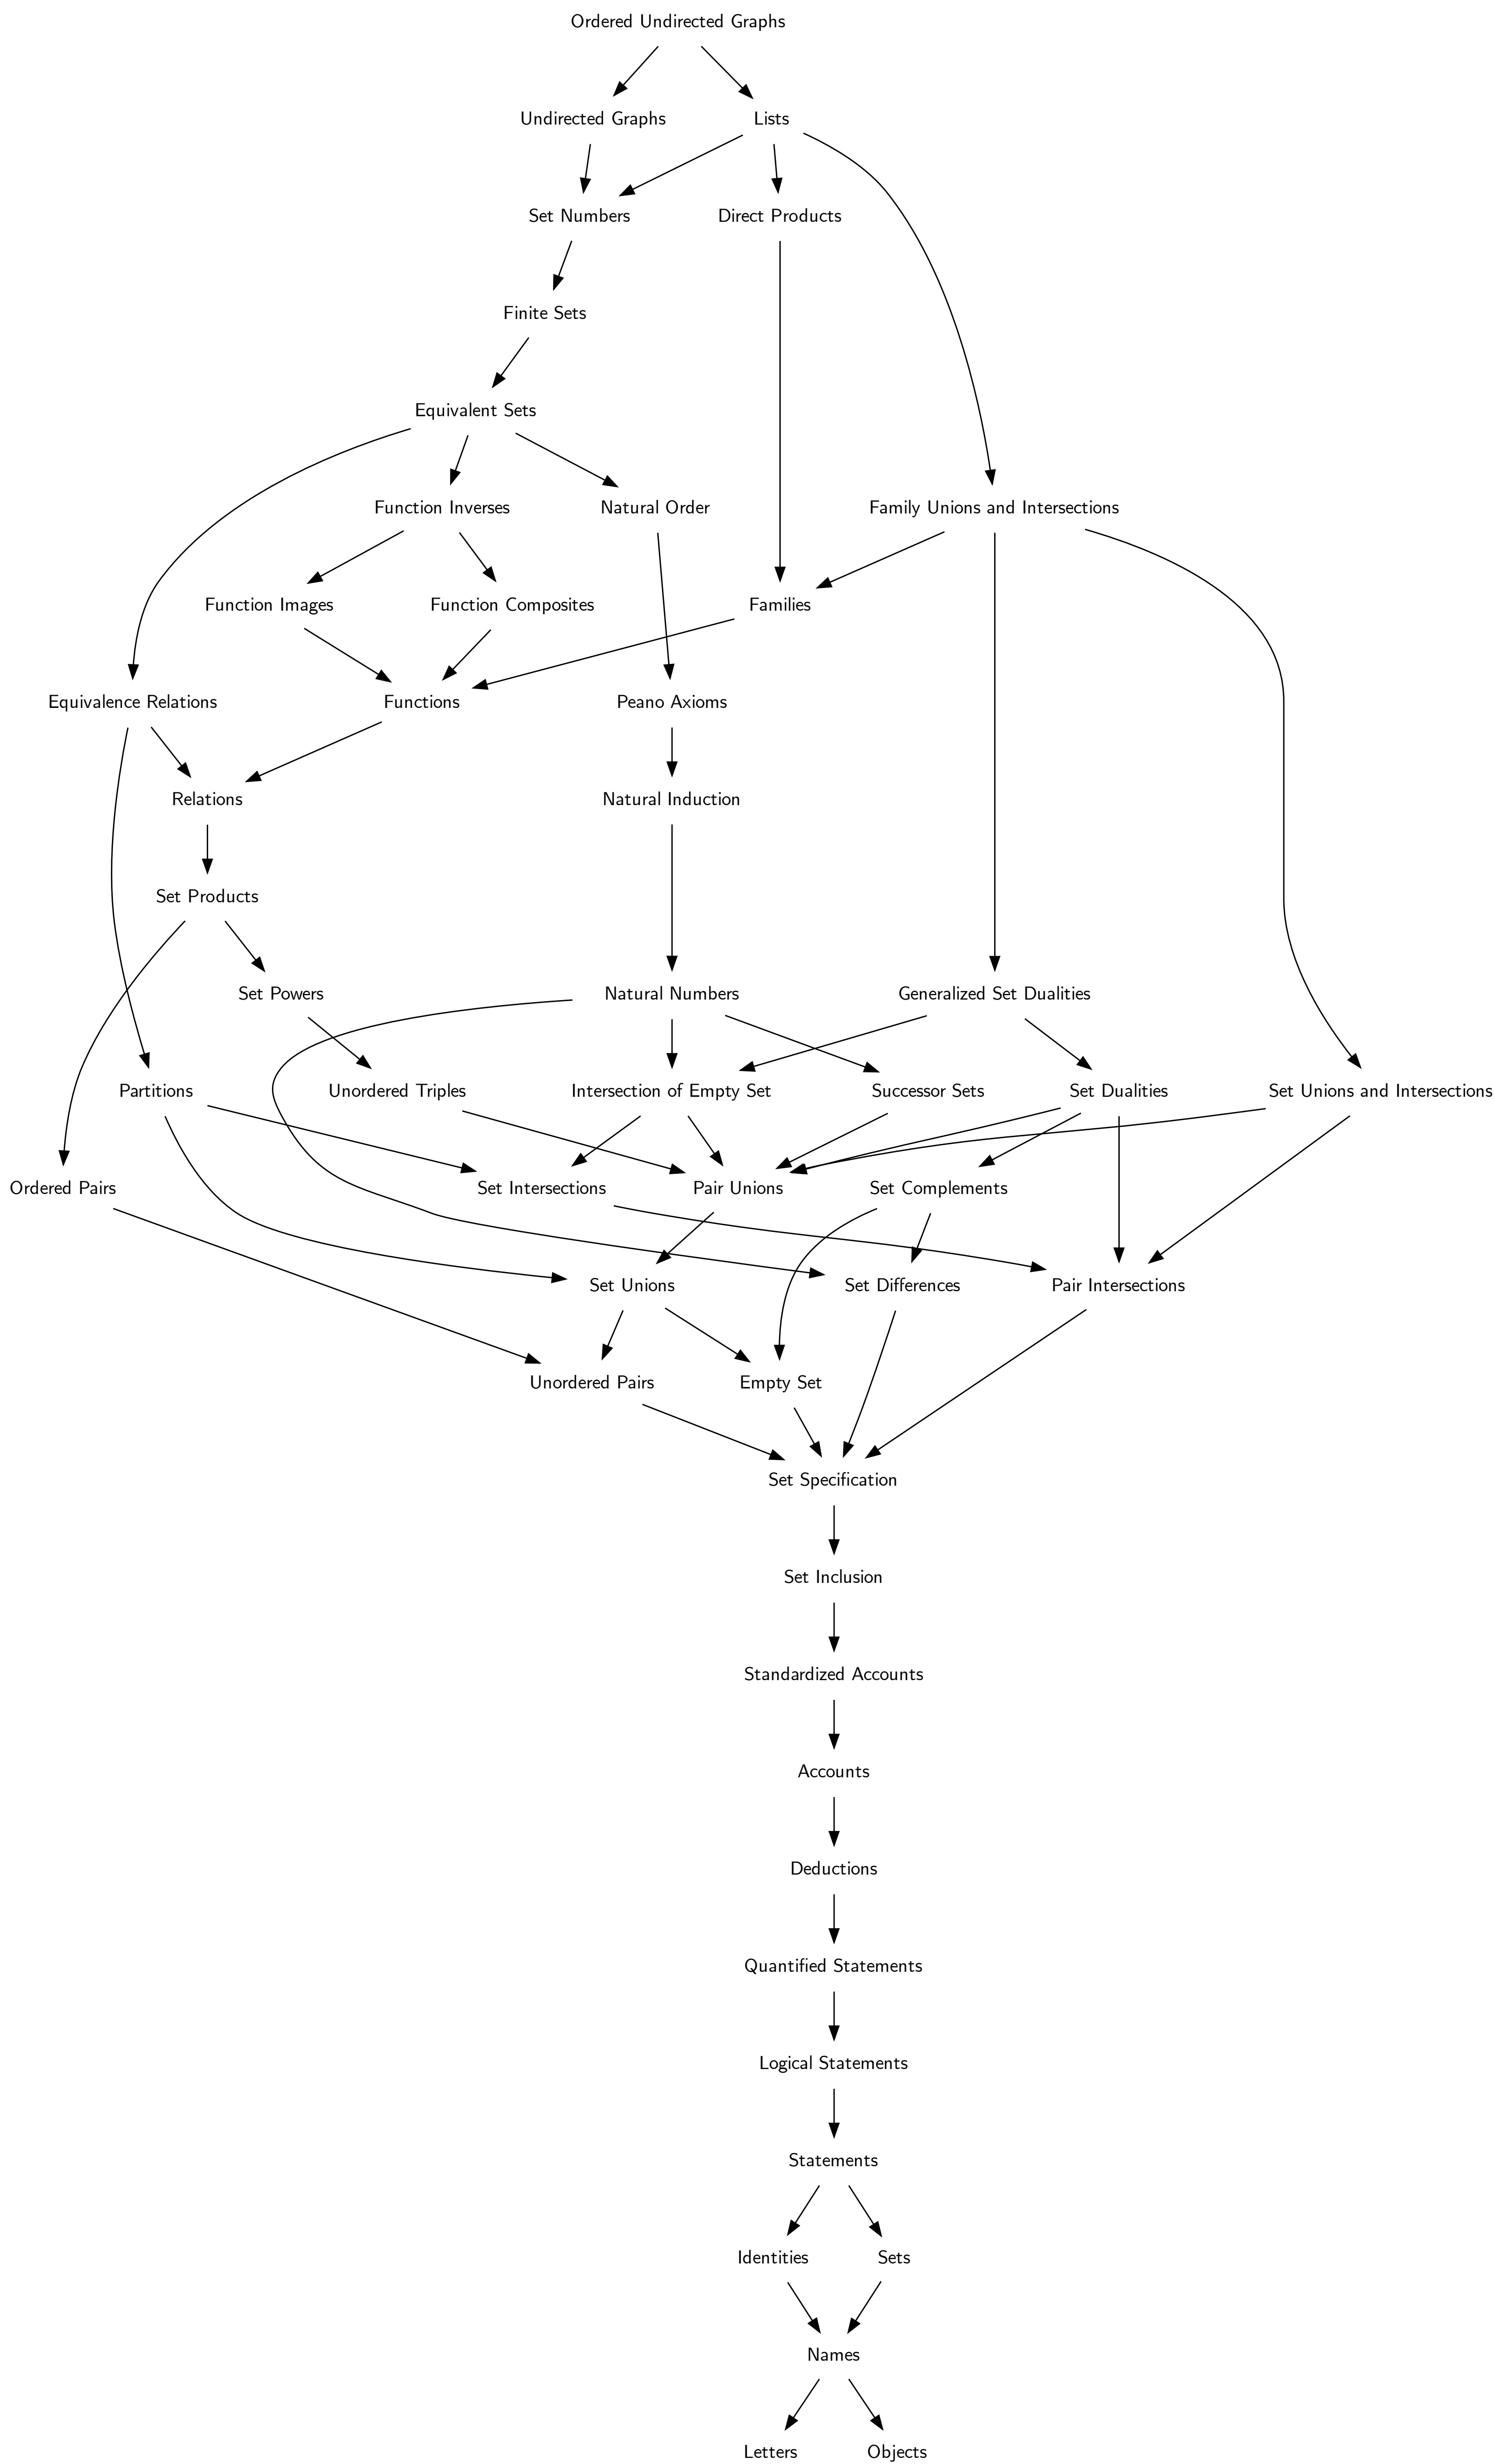 Ordered Undirected Graphs
Undirected Graphs
Lists
Set Numbers
Direct Products
Finite Sets
Equivalent Sets
Function Inverses
Natural Order
Family Unions and Intersections
Function Images
Function Composites
Families
Equivalence Relations
Functions
Peano Axioms
Relations
Natural Induction
Set Products
Set Powers
Natural Numbers
Generalized Set Dualities
Partitions
Unordered Triples
Intersection of Empty Set
Successor Sets
Set Dualities
Set Unions and Intersections
Ordered Pairs
Set Intersections
Pair Unions
Set Complements
Set Unions
Set Differences
Pair Intersections
Unordered Pairs
Empty Set
Set Specification
Set Inclusion
Standardized Accounts
Accounts
Deductions
Quantified Statements
Logical Statements
Statements
Identities
Sets
Names
Letters
Objects